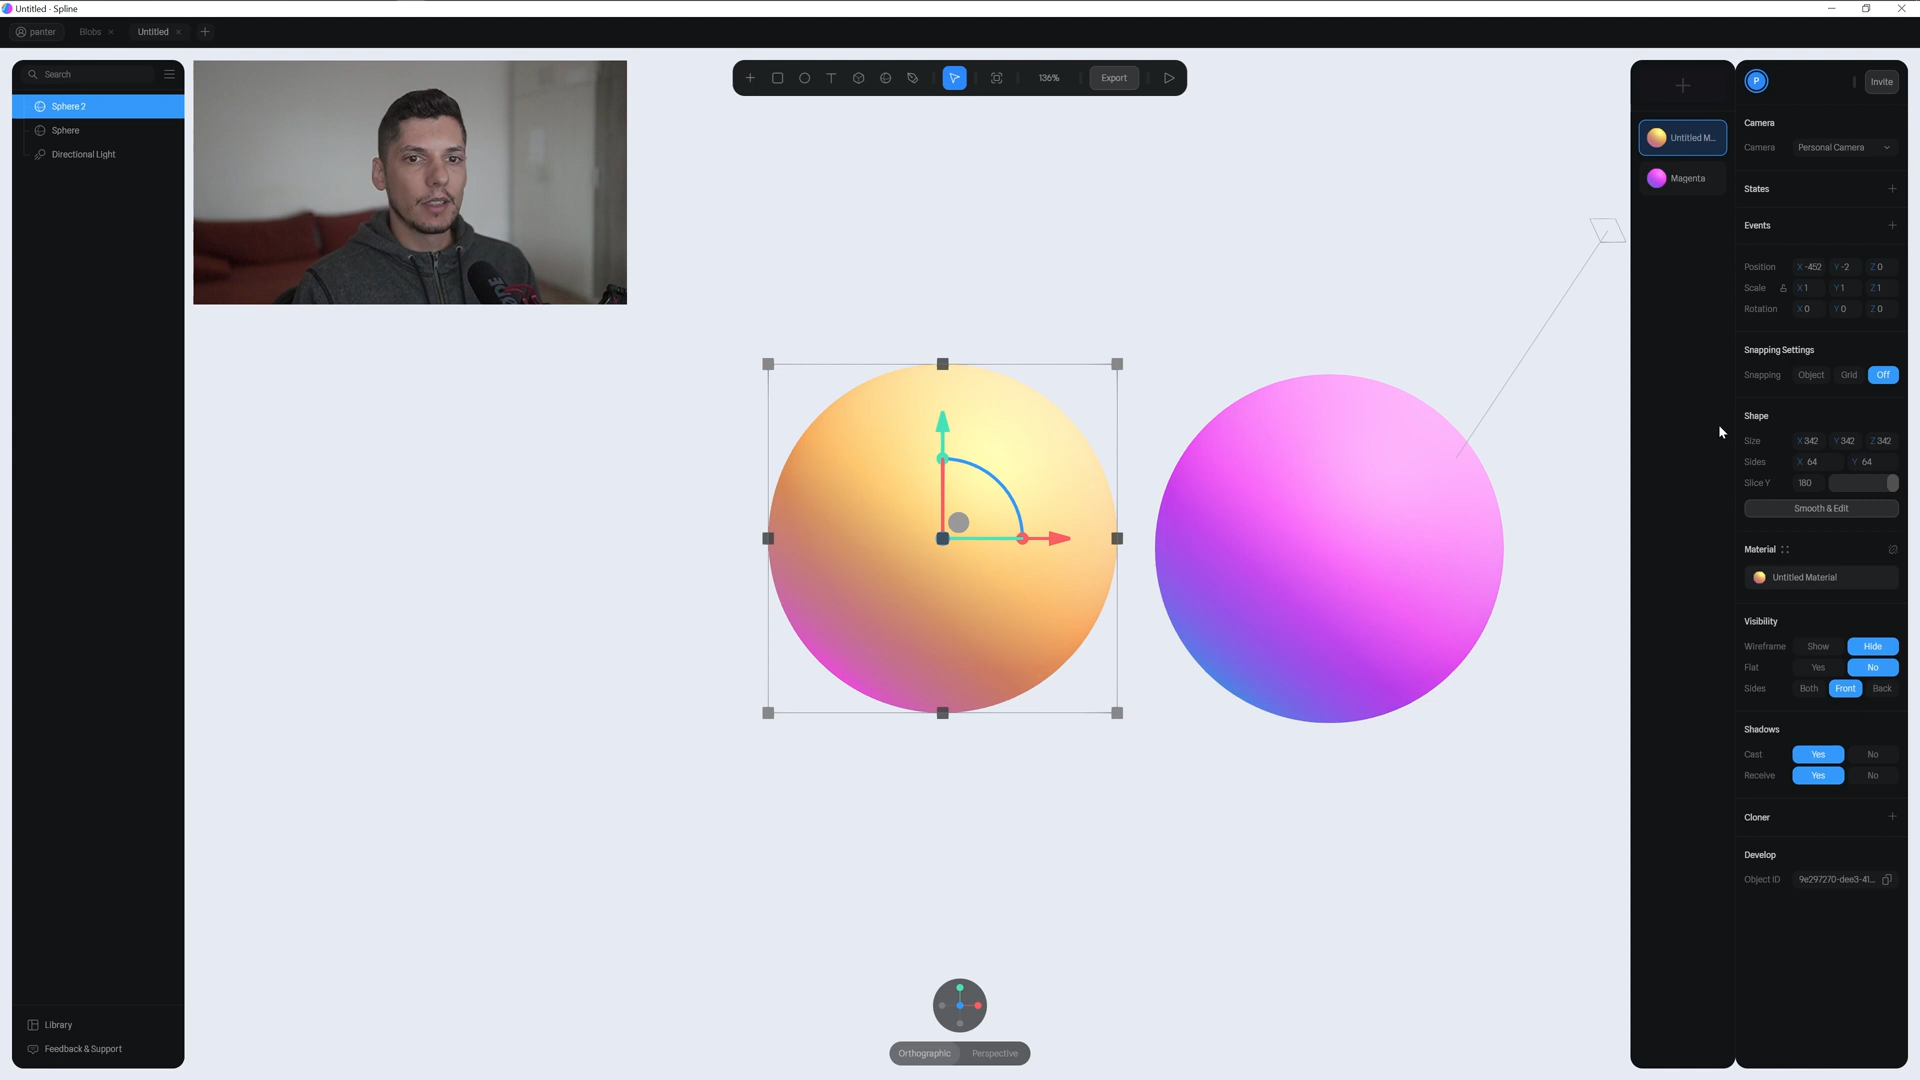 Untitled - Spline
panter
Blobs
Untitled
Search
Sphere 2
Sphere
Directional Light
Library
Feedback & Support
T
136%
Export
Orthographic
Perspective
Untitled M...
Magenta
P
Invite
Camera
Camera Personal Camera
States
Events
Position X -452 Y -2 Z 0
Scale X 1 Y 1 Z 1
Rotation X 0 Y 0 Z 0
Snapping Settings
Snapping Object Grid Off
Shape
Size X 342 Y 342 Z 342
Sides X 64 Y 64
Slice Y 180
Smooth & Edit
Material
Untitled Material
Visibility
Wireframe Show Hide
Flat Yes No
Sides Both Front Back
Shadows
Cast Yes No
Receive Yes No
Cloner
Develop
Object ID 9e297270-dee3-41...